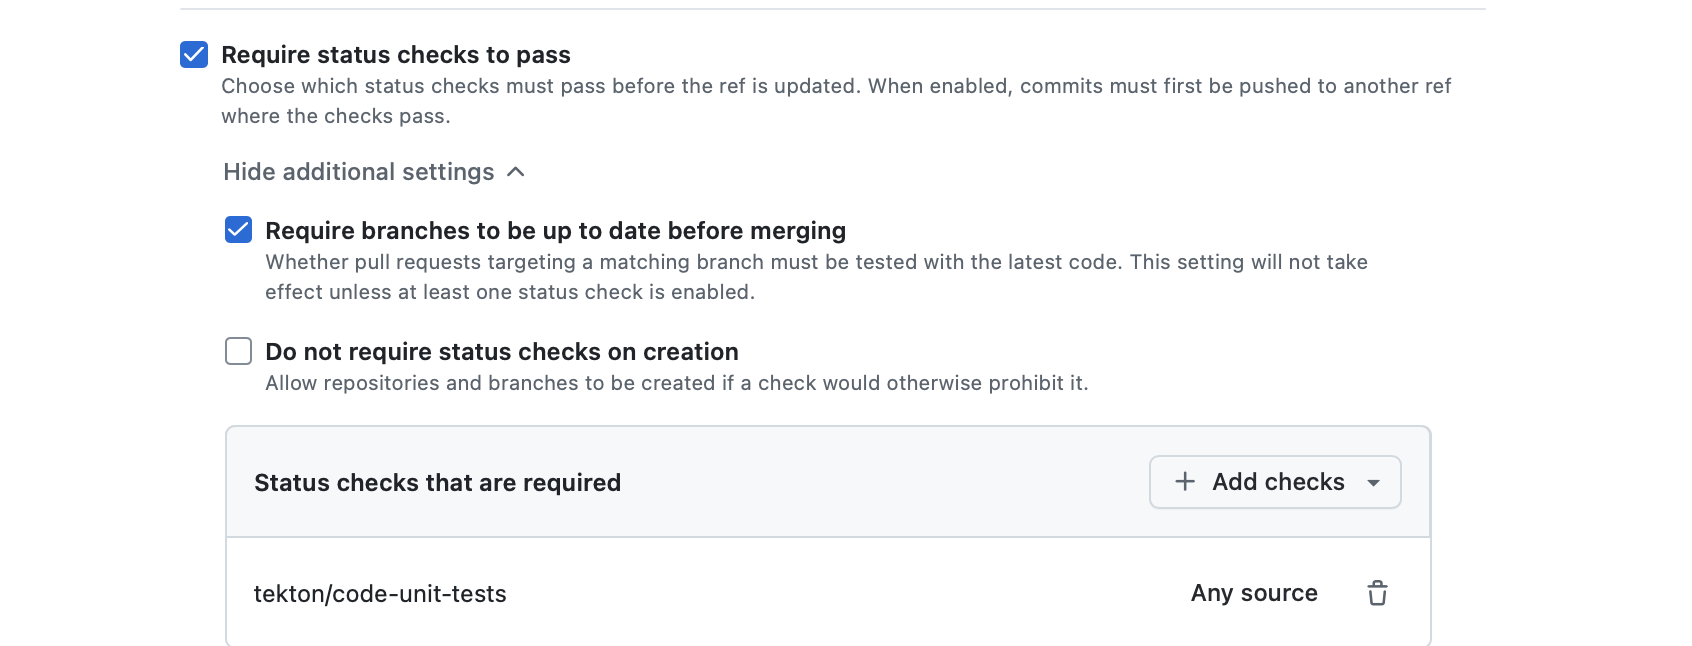 Require status checks to pass
Choose which status checks must pass before the ref is updated. When enabled, commits must first be pushed to another ref
where the checks pass.
Hide additional settings
Require branches to be up to date before merging
Whether pull requests targeting a matching branch must be tested with the latest code. This setting will not take
effect unless at least one status check is enabled.
Do not require status checks on creation
Allow repositories and branches to be created if a check would otherwise prohibit it.
Status checks that are required
Add checks
tekton/code-unit-tests
Any source